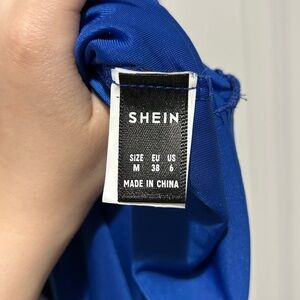 SHEIN
SIZE EU US
M 38 6
MADE IN CHINA